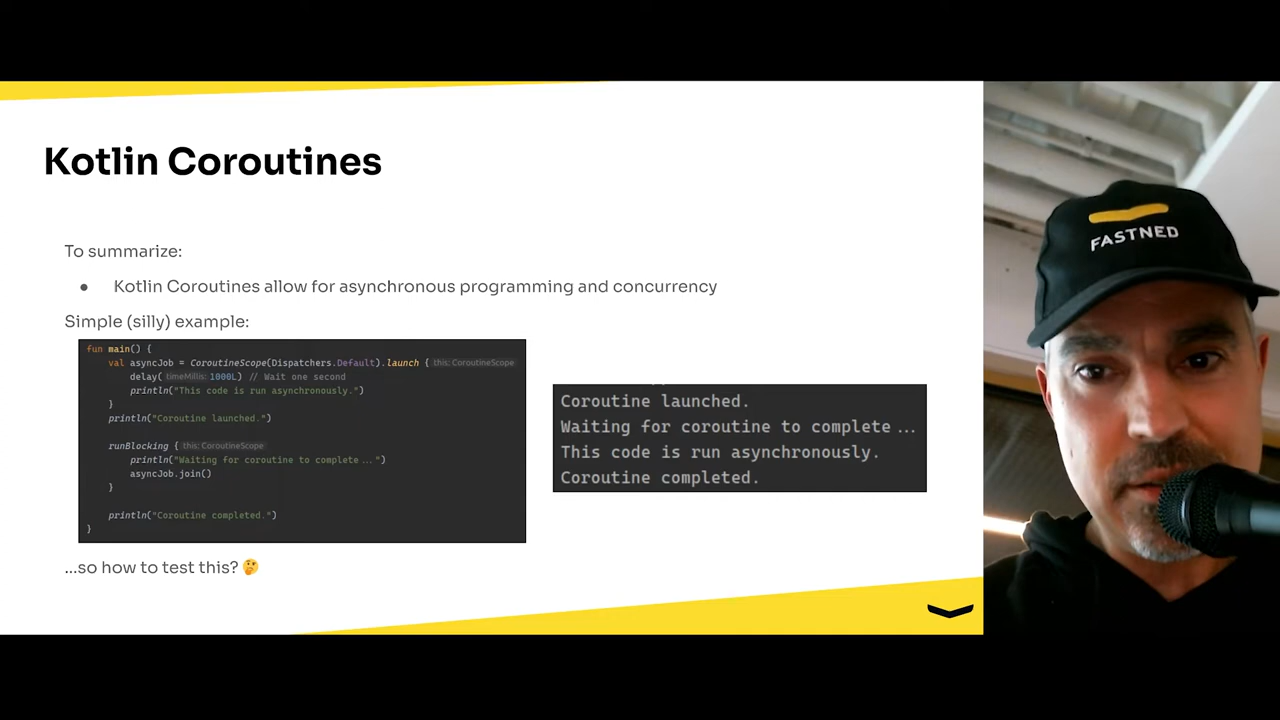 Kotlin Coroutines
To summarize:
● Kotlin Coroutines allow for asynchronous programming and concurrency
Simple (silly) example:
fun main() {
val asyncJob = CoroutineScope(Dispatchers.Default).launch { this: CoroutineScope
delay( timeMillis: 1000L) // Wait one second
println("This code is run asynchronously.")
}
println("Coroutine launched.")
runBlocking { this: CoroutineScope
println("Waiting for coroutine to complete...")
asyncJob.join()
}
println("Coroutine completed.")
}
Coroutine launched.
Waiting for coroutine to complete...
This code is run asynchronously.
Coroutine completed.
...so how to test this? 🤔
FASTNED